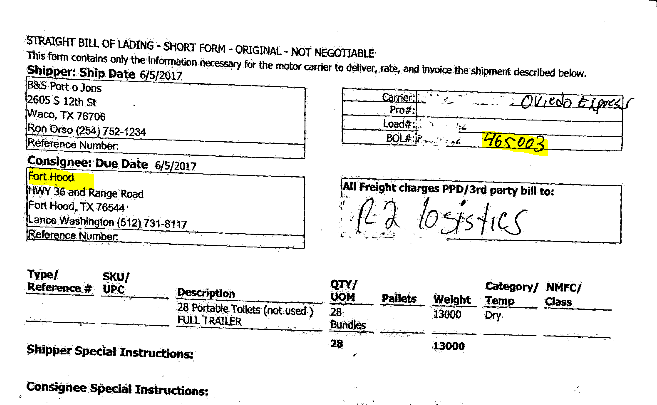 STRAIGHT BILL OF LADING - SHORT FORM - ORIGINAL - NOT NEGOTIABLE
This form contains only the information necessary for the motor carrier to deliver, rate, and invoice the shipment described below.
Shipper: Ship Date 6/5/2017
B&S Port o Jons
2605 S 12th St
Waco, TX 76706
Ron Orso (254) 752-1234
Reference Number:
Carrier: Oviedo Express
Pro#:
Load#:
BOL#: 465003
Consignee: Due Date 6/5/2017
Fort Hood
HWY 36 and Range Road
Fort Hood, TX 76544
Lance Washington (512) 731-8117
Reference Number:
All Freight charges PPD/3rd party bill to:
R2 logistics
Type/ Reference # SKU/ UPC Description QTY/ UOM Pallets Weight Category/ Temp NMFC/ Class
28 Portable Toilets (not used ) 28 13000 Dry
FULL TRAILER Bundles
28 13000
Shipper Special Instructions:
Consignee Special Instructions: